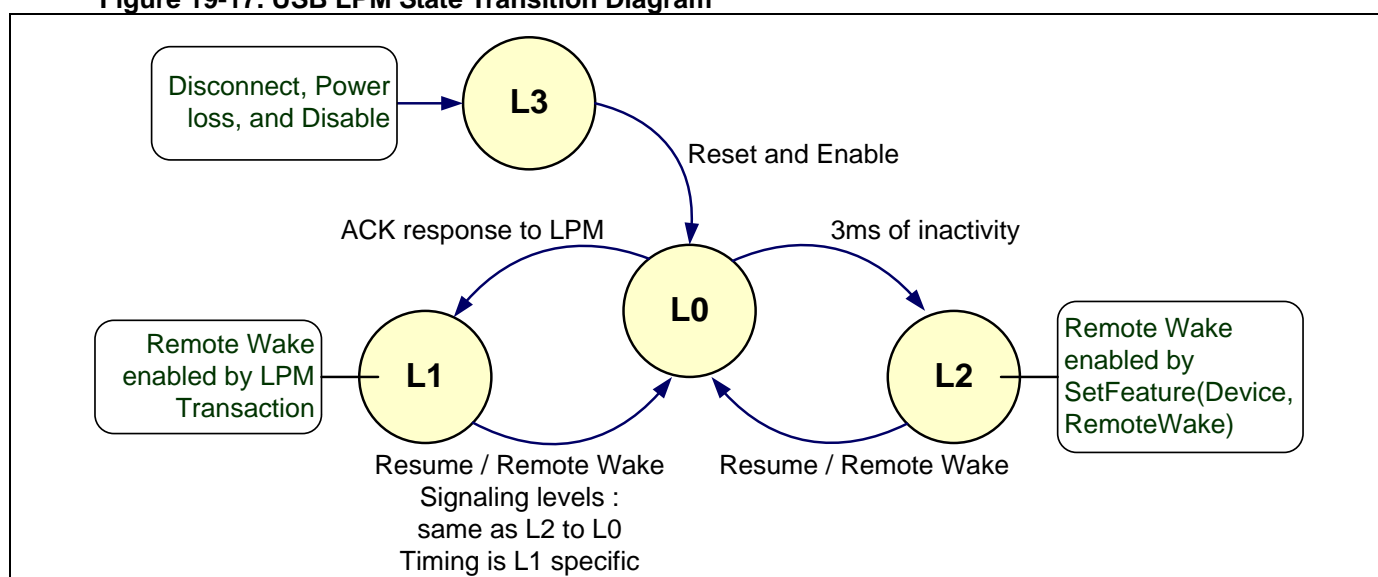 Figure 19-17: USB LPM State Transition Diagram
Disconnect, Power
loss, and Disable
L3
Reset and Enable
ACK response to LPM
3ms of inactivity
L0
Remote Wake
enabled by LPM
Transaction
L1
L2
Remote Wake
enabled by
SetFeature(Device,
RemoteWake)
Resume / Remote Wake
Signaling levels :
same as L2 to L0
Timing is L1 specific
Resume / Remote Wake